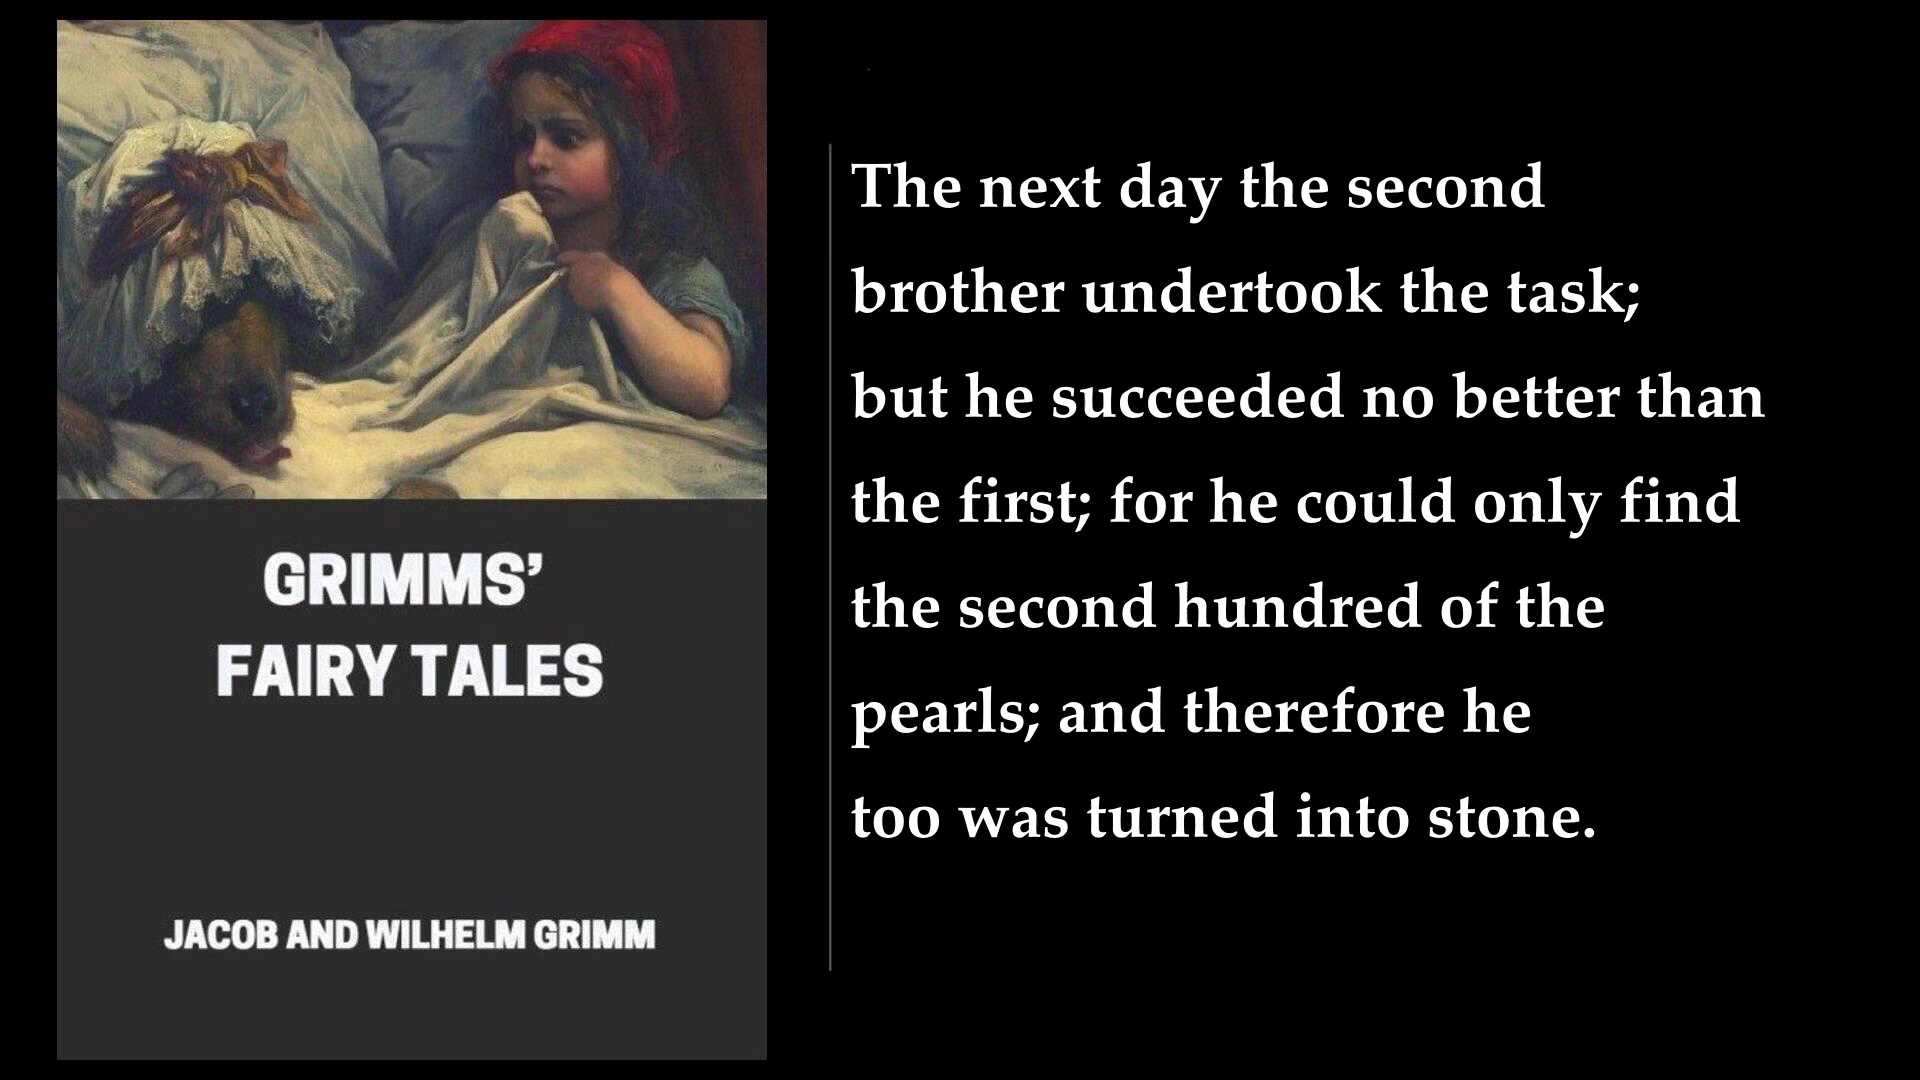 GRIMMS’
FAIRY TALES
JACOB AND WILHELM GRIMM
The next day the second
brother undertook the task;
but he succeeded no better than
the first; for he could only find
the second hundred of the
pearls; and therefore he
too was turned into stone.